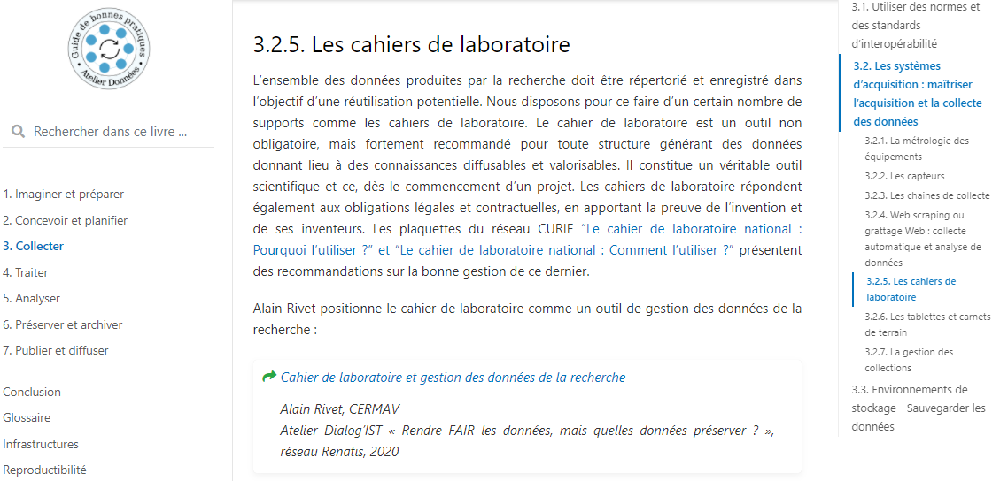 Guide de bonnes pratiques
• Atelier Données •
Rechercher dans ce livre ...
1. Imaginer et préparer
2. Concevoir et planifier
3. Collecter
4. Traiter
5. Analyser
6. Préserver et archiver
7. Publier et diffuser
Conclusion
Glossaire
Infrastructures
Reproductibilité
3.2.5. Les cahiers de laboratoire
L’ensemble des données produites par la recherche doit être répertorié et enregistré dans
l’objectif d’une réutilisation potentielle. Nous disposons pour ce faire d’un certain nombre de
supports comme les cahiers de laboratoire. Le cahier de laboratoire est un outil non
obligatoire, mais fortement recommandé pour toute structure générant des données
donnant lieu à des connaissances diffusables et valorisables. Il constitue un véritable outil
scientifique et ce, dès le commencement d’un projet. Les cahiers de laboratoire répondent
également aux obligations légales et contractuelles, en apportant la preuve de l’invention et
de ses inventeurs. Les plaquettes du réseau CURIE “Le cahier de laboratoire national :
Pourquoi l’utiliser ?” et “Le cahier de laboratoire national : Comment l’utiliser ?” présentent
des recommandations sur la bonne gestion de ce dernier.
Alain Rivet positionne le cahier de laboratoire comme un outil de gestion des données de la
recherche :
Cahier de laboratoire et gestion des données de la recherche
Alain Rivet, CERMAV
Atelier Dialog’IST « Rendre FAIR les données, mais quelles données préserver ? »,
réseau Renatis, 2020
3.1. Utiliser des normes et
des standards
d'interopérabilité
3.2. Les systèmes
d’acquisition : maîtriser
l’acquisition et la collecte
des données
3.2.1. La métrologie des
équipements
3.2.2. Les capteurs
3.2.3. Les chaines de collecte
3.2.4. Web scraping ou
grattage Web : collecte
automatique et analyse de
données
3.2.5. Les cahiers de
laboratoire
3.2.6. Les tablettes et carnets
de terrain
3.2.7. La gestion des
collections
3.3. Environnements de
stockage - Sauvegarder les
données